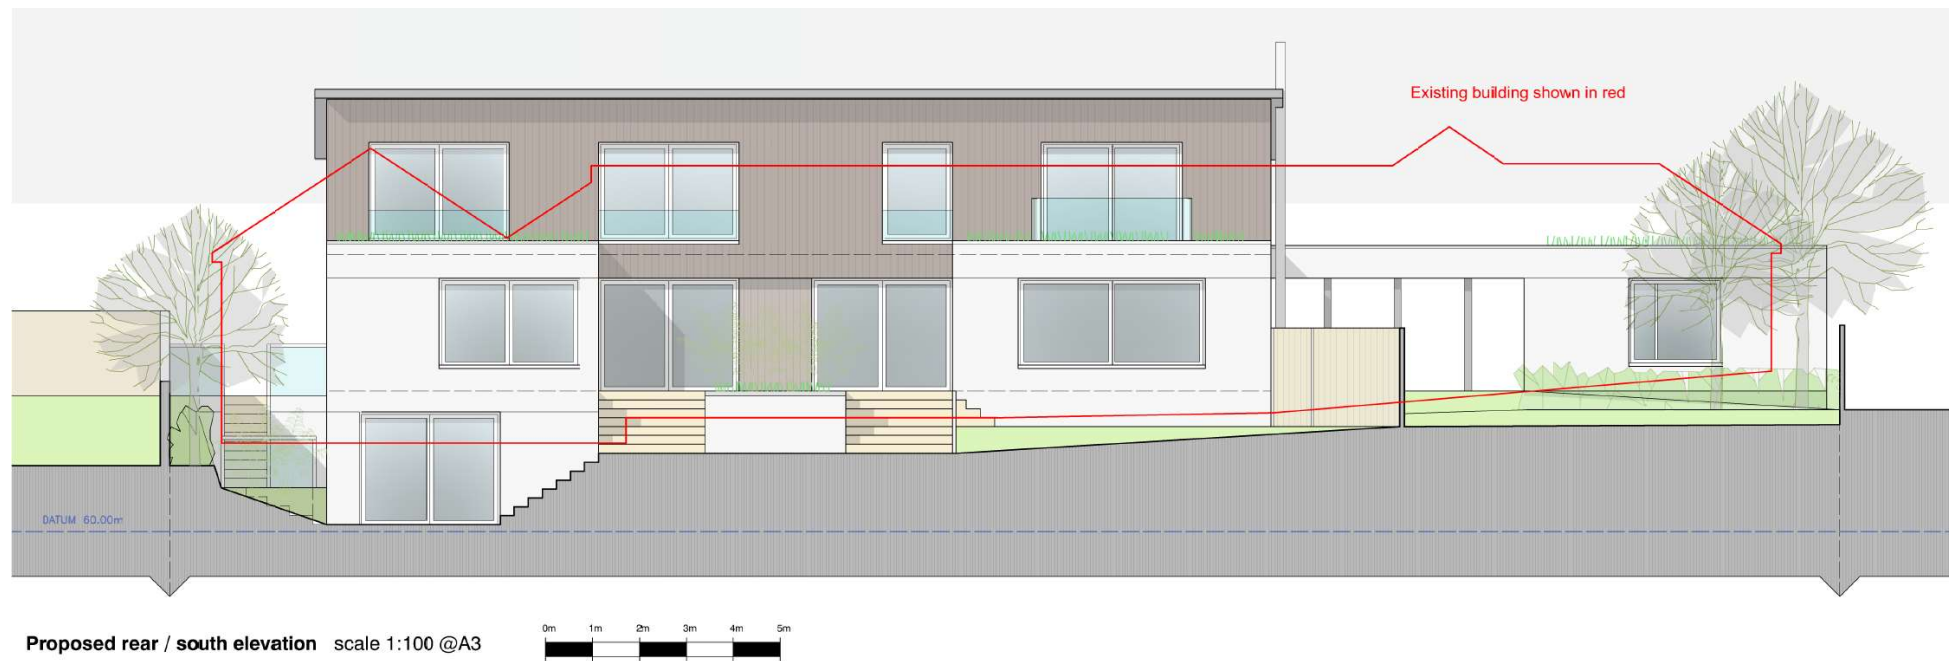 Existing building shown in red
DATUM 60.00m
Proposed rear / south elevation scale 1:100 @A3
0m 1m 2m 3m 4m 5m